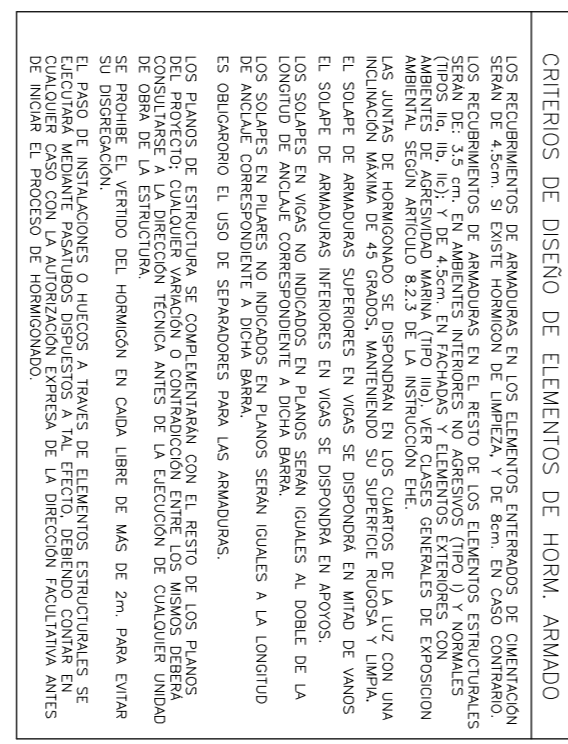 CRITERIOS DE DISEÑO DE ELEMENTOS DE HORM. ARMADO
LOS RECUBRIMIENTOS DE ARMADURAS EN LOS ELEMENTOS ENTERRADOS DE CIMENTACIÓN
SERÁN DE 4.5cm. SI EXISTE HORMIGON DE LIMPIEZA, Y DE 8cm. EN CASO CONTRARIO.
LOS RECUBRIMIENTOS DE ARMADURAS EN EL RESTO DE LOS ELEMENTOS ESTRUCTURALES
SERÁN DE: 3.5 cm. EN AMBIENTES INTERIORES NO AGRESIVOS (TIPO I) Y NORMALES
(TIPOS IIa, IIb, IIc); Y DE 4.5cm. EN FACHADAS Y ELEMENTOS EXTERIORES CON
AMBIENTES DE AGRESIVIDAD MARINA (TIPO IIIa). VER CLASES GENERALES DE EXPOSICION
AMBIENTAL SEGÚN ARTÍCULO 8.2.3 DE LA INSTRUCCIÓN EHE.
LAS JUNTAS DE HORMIGONADO SE DISPONDRÁN EN LOS CUARTOS DE LA LUZ CON UNA
INCLINACIÓN MÁXIMA DE 45 GRADOS, MANTENIENDO SU SUPERFICIE RUGOSA Y LIMPIA.
EL SOLAPE DE ARMADURAS SUPERIORES EN VIGAS SE DISPONDRÁ EN MITAD DE VANOS
EL SOLAPE DE ARMADURAS INFERIORES EN VIGAS SE DISPONDRÁ EN APOYOS.
LOS SOLAPES EN VIGAS NO INDICADOS EN PLANOS SERÁN IGUALES AL DOBLE DE LA
LONGITUD DE ANCLAJE CORRESPONDIENTE A DICHA BARRA.
LOS SOLAPES EN PILARES NO INDICADOS EN PLANOS SERÁN IGUALES A LA LONGITUD
DE ANCLAJE CORRESPONDIENTE A DICHA BARRA.
ES OBLIGARORIO EL USO DE SEPARADORES PARA LAS ARMADURAS.
LOS PLANOS DE ESTRUCTURA SE COMPLEMENTARÁN CON EL RESTO DE LOS PLANOS
DEL PROYECTO; CUALQUIER VARIACIÓN O CONTRADICCIÓN ENTRE LOS MISMOS DEBERÁ
CONSULTARSE A LA DIRECCIÓN TÉCNICA ANTES DE LA EJECUCIÓN DE CUALQUIER UNIDAD
DE OBRA DE LA ESTRUCTURA.
SE PROHIBE EL VERTIDO DEL HORMIGÓN EN CAIDA LIBRE DE MÁS DE 2m. PARA EVITAR
SU DISGREGACIÓN.
EL PASO DE INSTALACIONES O HUECOS A TRAVES DE ELEMENTOS ESTRUCTURALES SE
EJECUTARÁ MEDIANTE PASATUBOS DISPUESTOS A TAL EFECTO, DEBIENDO CONTAR EN
CUALQUIER CASO CON LA AUTORIZACIÓN EXPRESA DE LA DIRECCIÓN FACULTATIVA ANTES
DE INICIAR EL PROCESO DE HORMIGONADO.